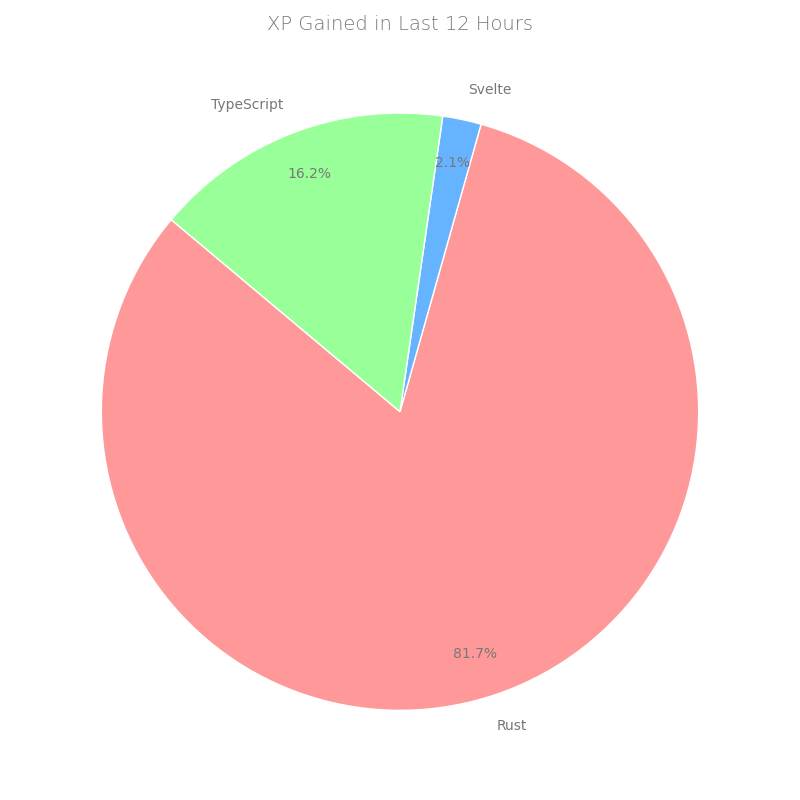 XP Gained in Last 12 Hours
Svelte
TypeScript
2.1%
16.2%
81.7%
Rust